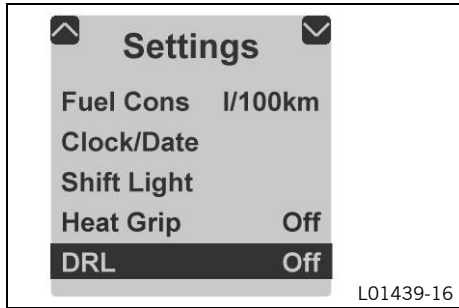 Settings
Fuel Cons l/100km
Clock/Date
Shift Light
Heat Grip Off
DRL Off
L01439-16